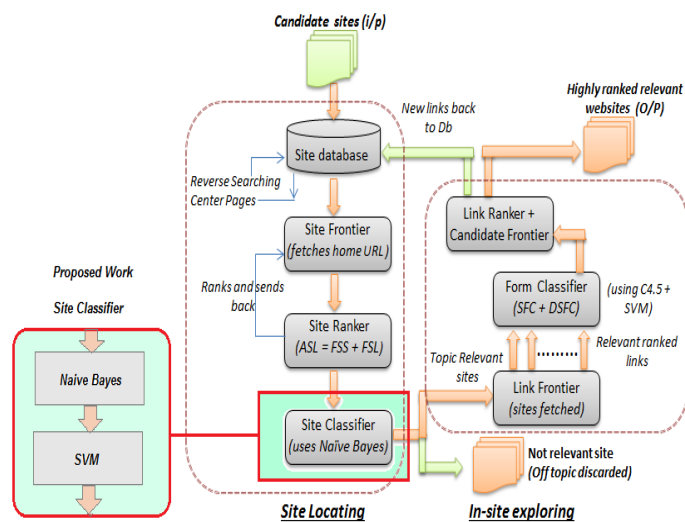 Candidate sites (i/p)
Highly ranked relevant
websites (O/P)
New links back
to Db
Site database
Reverse Searching
Center Pages
Link Ranker +
Candidate Frontier
Site Frontier
(fetches home URL)
Proposed Work
Site Classifier
Ranks and sends
back
Form Classifier
(SFC + DSFC)
(using C4.5 +
SVM)
Site Ranker
(ASL = FSS + FSL)
Topic Relevant
sites
.........
Relevant ranked
links
Naive Bayes
Link Frontier
(sites fetched)
Site Classifier
(uses Naïve Bayes)
SVM
Not relevant site
(Off topic discarded)
Site Locating
In-site exploring